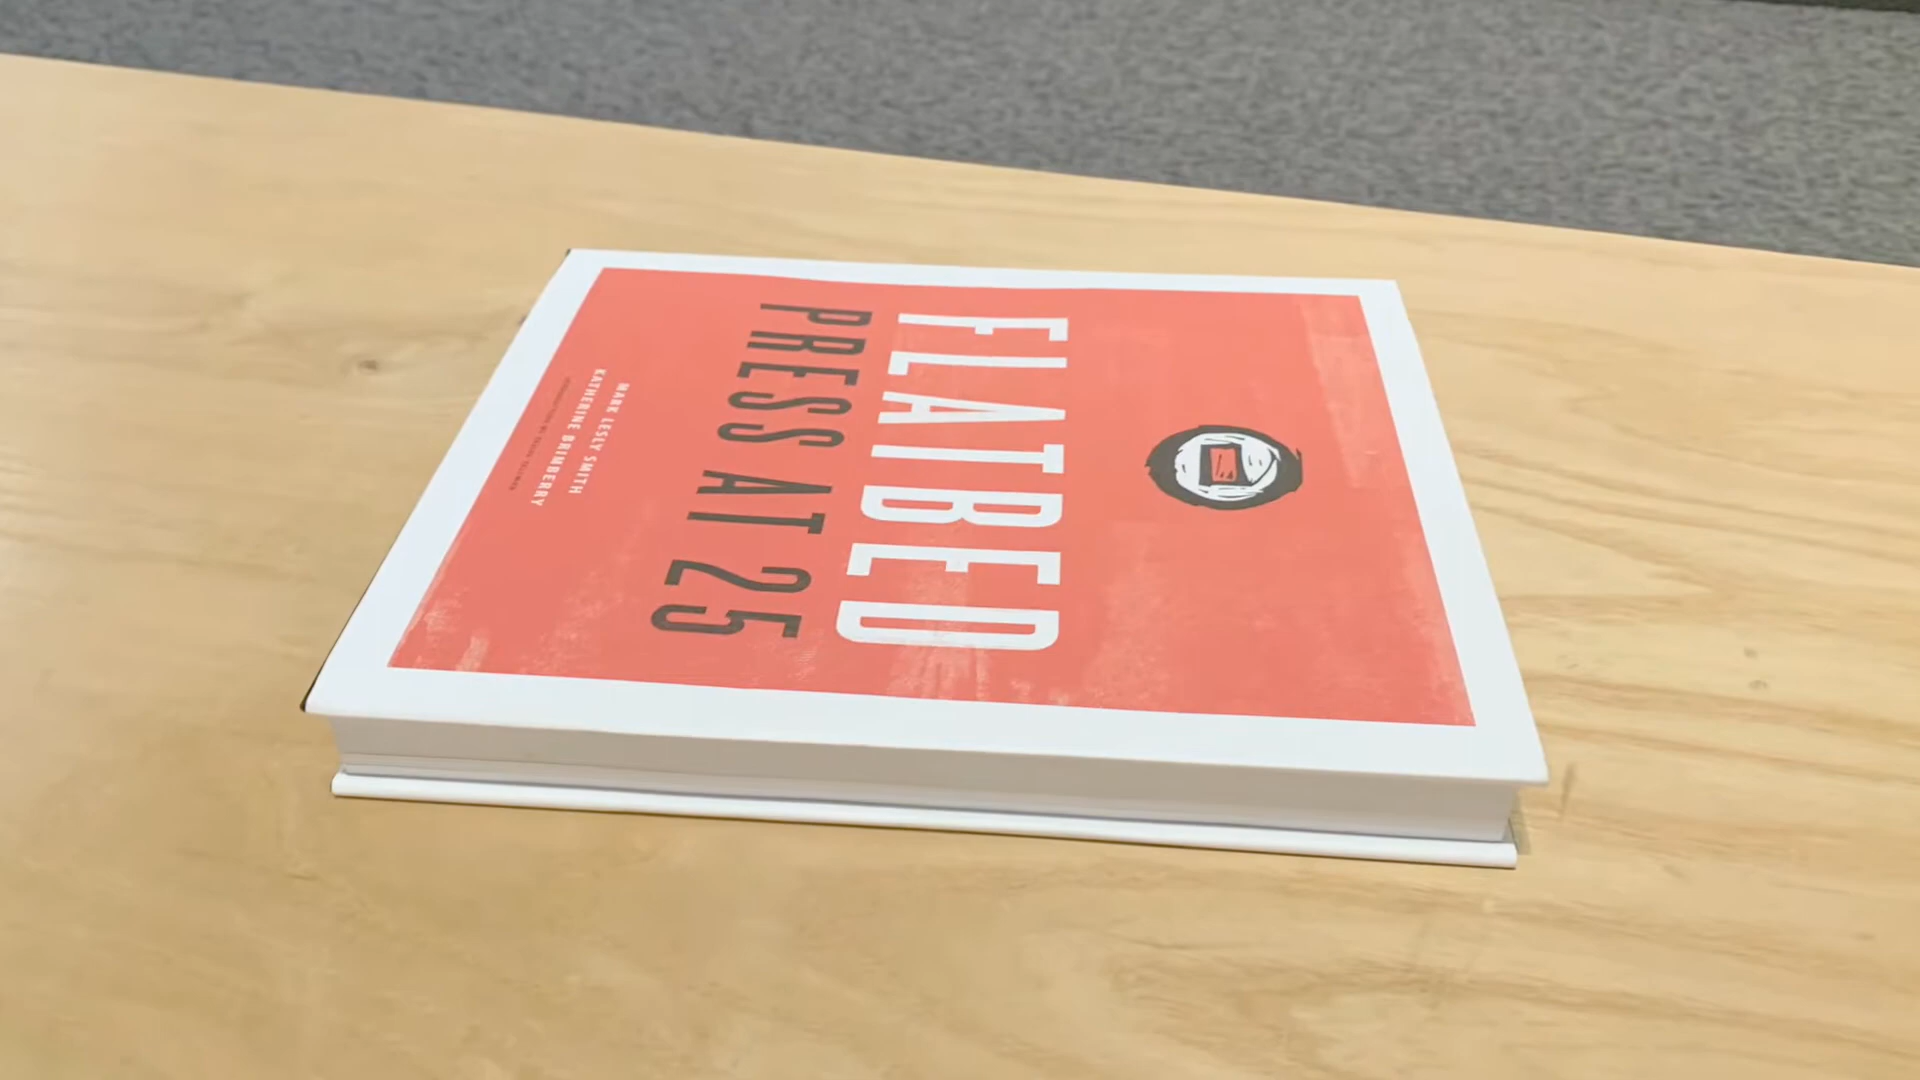 FLATBED
PRESS AT 25
MARK LESLY SMITH
KATHERINE BRIMBERRY